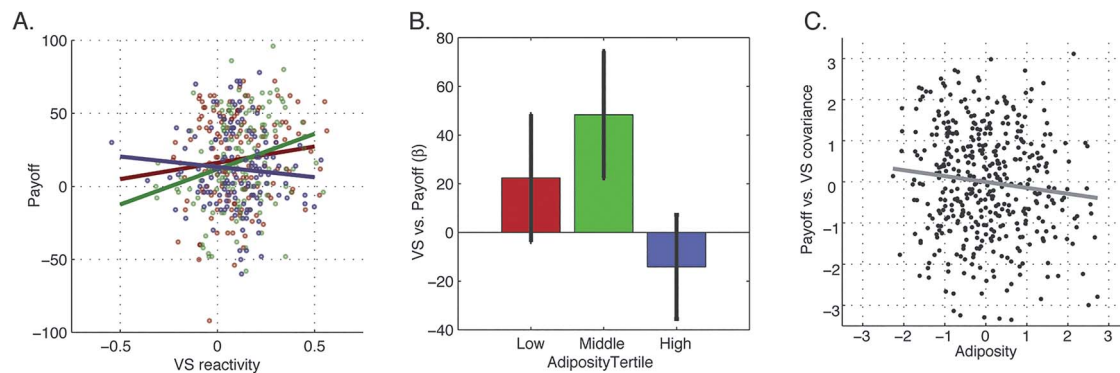 A.
100
50
0
−50
−100
Payoff
−0.5
0
0.5
VS reactivity
B.
80
60
40
20
0
−20
−40
VS vs. Payoff (β)
Low
Middle
High
AdiposityTertile
C.
3
2
1
0
−1
−2
−3
Payoff vs. VS covariance
−3
−2
−1
0
1
2
3
Adiposity